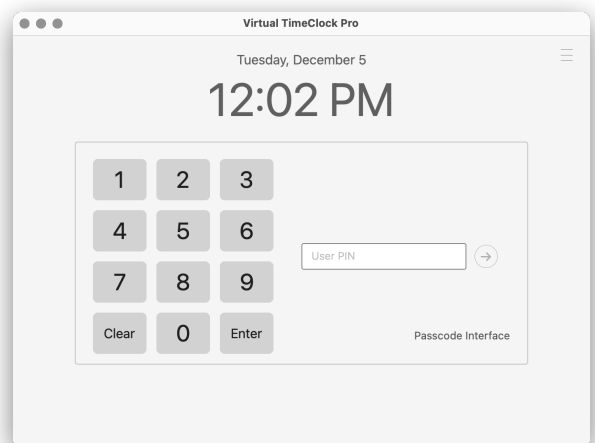 Virtual TimeClock Pro
Tuesday, December 5
12:02 PM
1 2 3
4 5 6
User PIN
7 8 9
Clear 0 Enter
Passcode Interface